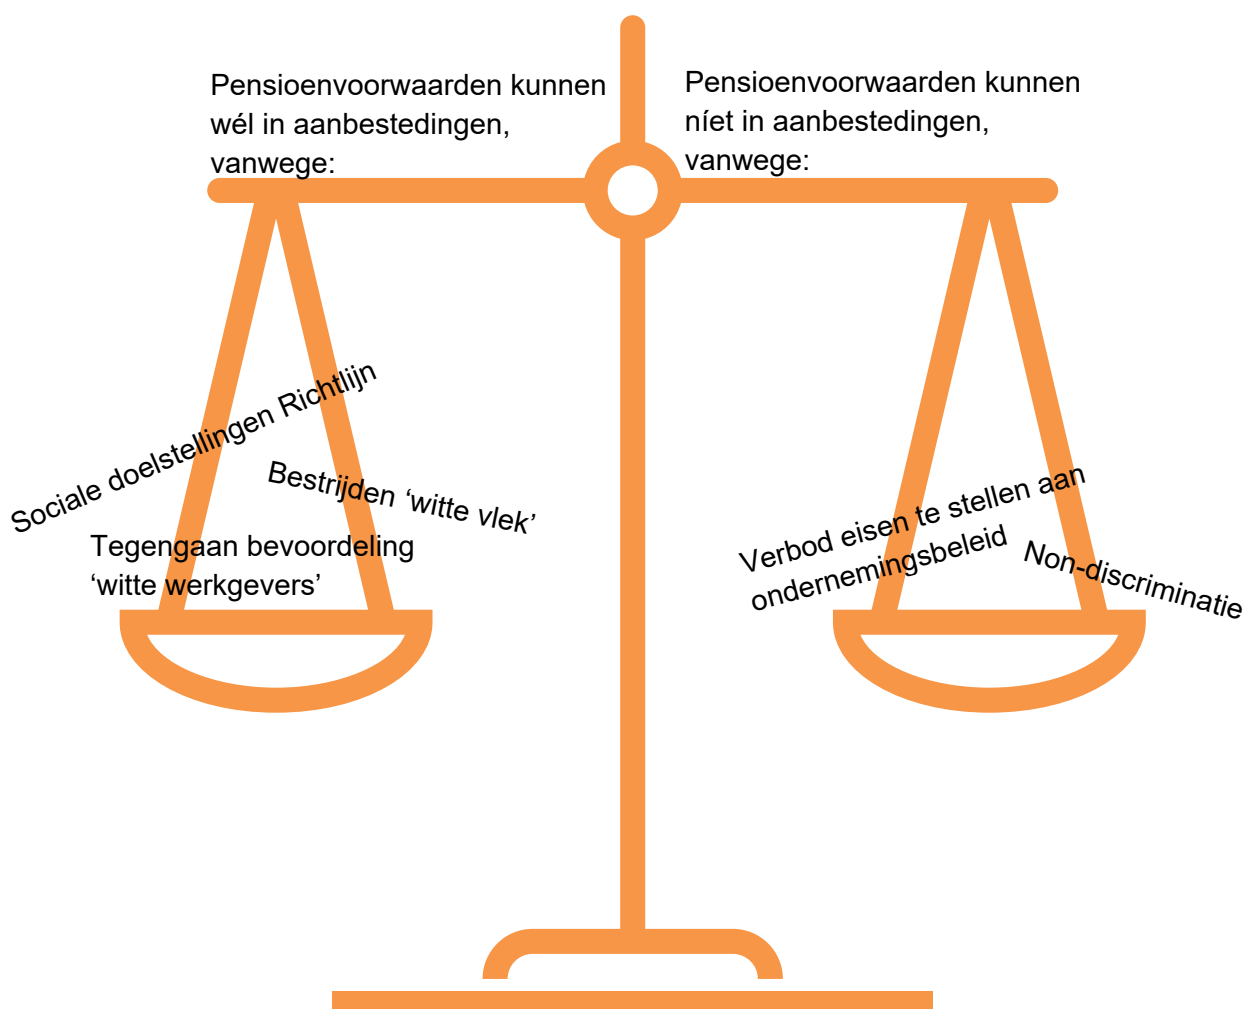 Pensioenvoorwaarden kunnen
wél in aanbestedingen,
vanwege:
Pensioenvoorwaarden kunnen
níet in aanbestedingen,
vanwege:
Sociale doelstellingen Richtlijn
Bestrijden ‘witte vlek’
Tegengaan bevoordeling
‘witte werkgevers’
Verbod eisen te stellen aan
ondernemingsbeleid
Non-discriminatie